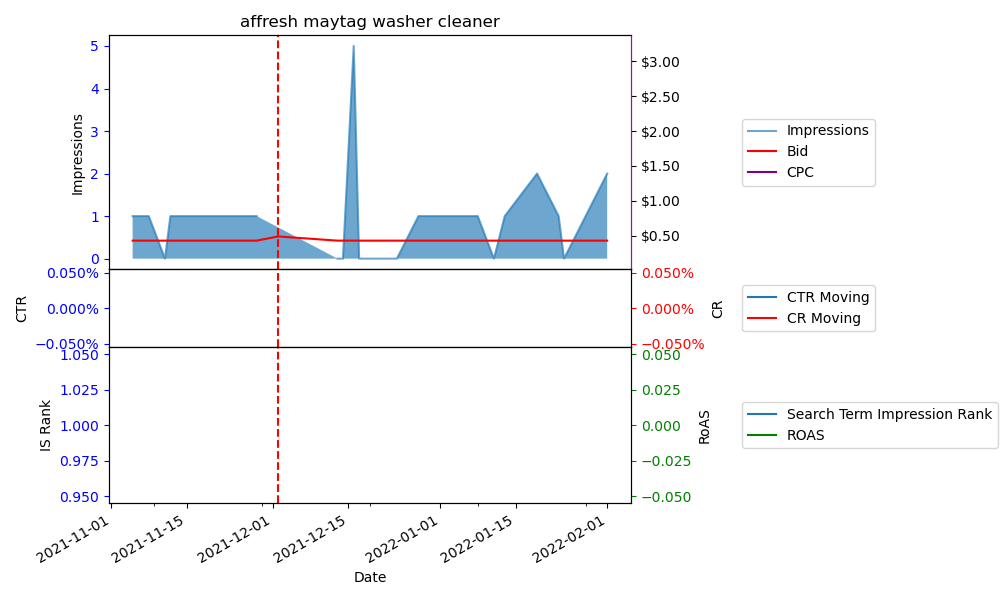 affresh maytag washer cleaner
5
4
3
2
1
0
Impressions
$3.00
$2.50
$2.00
$1.50
$1.00
$0.50
Impressions
Bid
CPC
0.050%
0.000%
−0.050%
CTR
0.050%
0.000%
−0.050%
CR
CTR Moving
CR Moving
1.050
1.025
1.000
0.975
0.950
IS Rank
0.050
0.025
0.000
−0.025
−0.050
RoAS
Search Term Impression Rank
ROAS
2021-11-01
2021-11-15
2021-12-01
2021-12-15
2022-01-01
2022-01-15
2022-02-01
Date